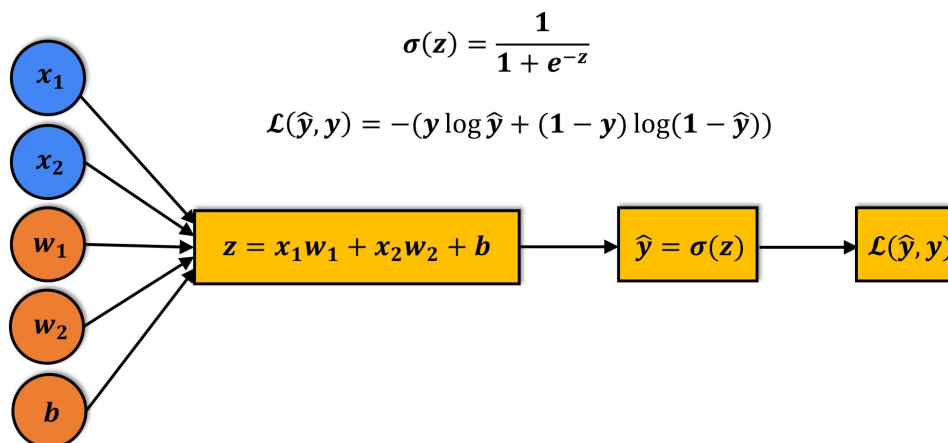 σ(z) = 1 / (1 + e^{-z})
ℒ(ŷ, y) = −(y log ŷ + (1 − y) log(1 − ŷ))
x₁
x₂
w₁
w₂
b
z = x₁w₁ + x₂w₂ + b
ŷ = σ(z)
ℒ(ŷ, y)